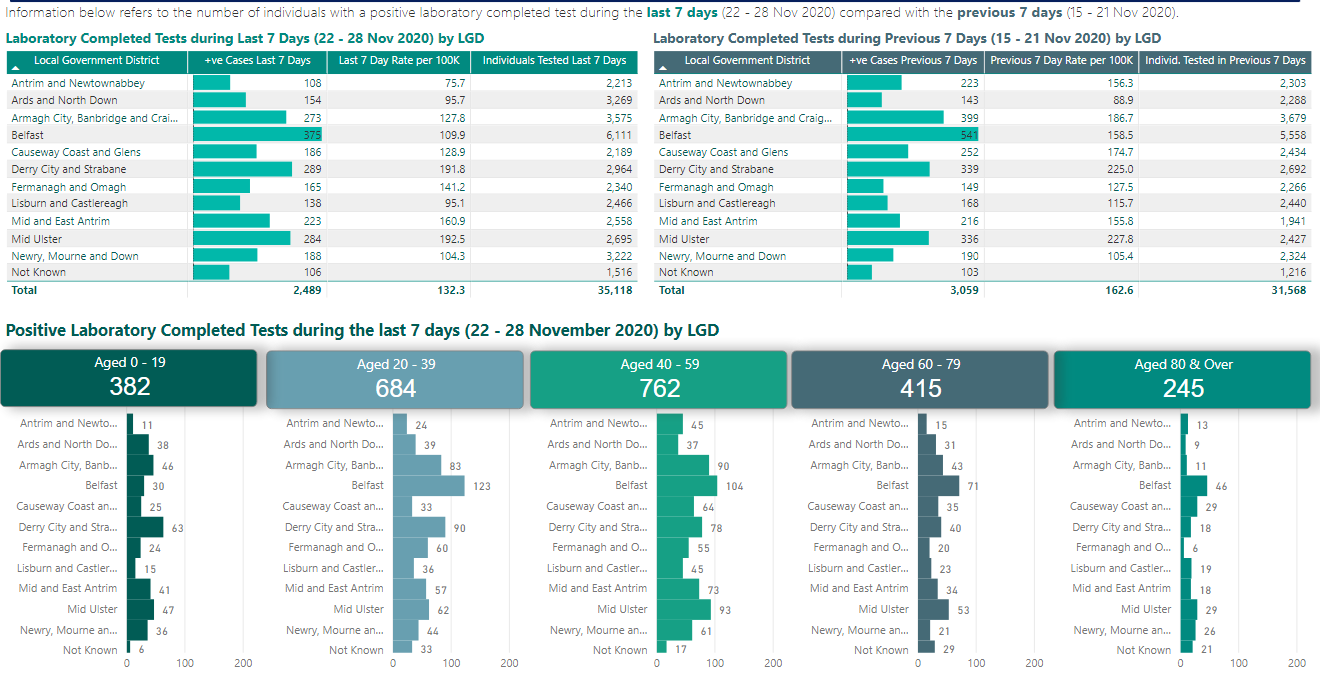 Information below refers to the number of individuals with a positive laboratory completed test during the last 7 days (22 - 28 Nov 2020) compared with the previous 7 days (15 - 21 Nov 2020).
Laboratory Completed Tests during Last 7 Days (22 - 28 Nov 2020) by LGD
Local Government District +ve Cases Last 7 Days Last 7 Day Rate per 100K Individuals Tested Last 7 Days
Antrim and Newtownabbey 108 75.7 2,213
Ards and North Down 154 95.7 3,269
Armagh City, Banbridge and Crai... 273 127.8 3,575
Belfast 375 109.9 6,111
Causeway Coast and Glens 186 128.9 2,189
Derry City and Strabane 289 191.8 2,964
Fermanagh and Omagh 165 141.2 2,340
Lisburn and Castlereagh 138 95.1 2,466
Mid and East Antrim 223 160.9 2,558
Mid Ulster 284 192.5 2,695
Newry, Mourne and Down 188 104.3 3,222
Not Known 106 1,516
Total 2,489 132.3 35,118
Laboratory Completed Tests during Previous 7 Days (15 - 21 Nov 2020) by LGD
Local Government District +ve Cases Previous 7 Days Previous 7 Day Rate per 100K Individ. Tested in Previous 7 Days
Antrim and Newtownabbey 223 156.3 2,303
Ards and North Down 143 88.9 2,288
Armagh City, Banbridge and Craig... 399 186.7 3,679
Belfast 541 158.5 5,558
Causeway Coast and Glens 252 174.7 2,434
Derry City and Strabane 339 225.0 2,692
Fermanagh and Omagh 149 127.5 2,266
Lisburn and Castlereagh 168 115.7 2,440
Mid and East Antrim 216 155.8 1,941
Mid Ulster 336 227.8 2,427
Newry, Mourne and Down 190 105.4 2,324
Not Known 103 1,216
Total 3,059 162.6 31,568
Positive Laboratory Completed Tests during the last 7 days (22 - 28 November 2020) by LGD
Aged 0 - 19
382
Antrim and Newto... 11
Ards and North Do... 38
Armagh City, Banb... 46
Belfast 30
Causeway Coast an... 25
Derry City and Stra... 63
Fermanagh and O... 24
Lisburn and Castler... 15
Mid and East Antrim 41
Mid Ulster 47
Newry, Mourne an... 36
Not Known 6
0 100 200
Aged 20 - 39
684
Antrim and Newto... 24
Ards and North Do... 39
Armagh City, Banb... 83
Belfast 123
Causeway Coast an... 33
Derry City and Stra... 90
Fermanagh and O... 60
Lisburn and Castler... 36
Mid and East Antrim 57
Mid Ulster 62
Newry, Mourne an... 44
Not Known 33
0 100 200
Aged 40 - 59
762
Antrim and Newto... 45
Ards and North Do... 37
Armagh City, Banb... 90
Belfast 104
Causeway Coast an... 64
Derry City and Stra... 78
Fermanagh and O... 55
Lisburn and Castler... 45
Mid and East Antrim 73
Mid Ulster 93
Newry, Mourne an... 61
Not Known 17
0 100 200
Aged 60 - 79
415
Antrim and Newto... 15
Ards and North Do... 31
Armagh City, Banb... 43
Belfast 71
Causeway Coast an... 35
Derry City and Stra... 40
Fermanagh and O... 20
Lisburn and Castler... 23
Mid and East Antrim 34
Mid Ulster 53
Newry, Mourne an... 21
Not Known 29
0 100 200
Aged 80 & Over
245
Antrim and Newto... 13
Ards and North Do... 9
Armagh City, Banb... 11
Belfast 46
Causeway Coast an... 29
Derry City and Stra... 18
Fermanagh and O... 6
Lisburn and Castler... 19
Mid and East Antrim 18
Mid Ulster 29
Newry, Mourne an... 26
Not Known 21
0 100 200